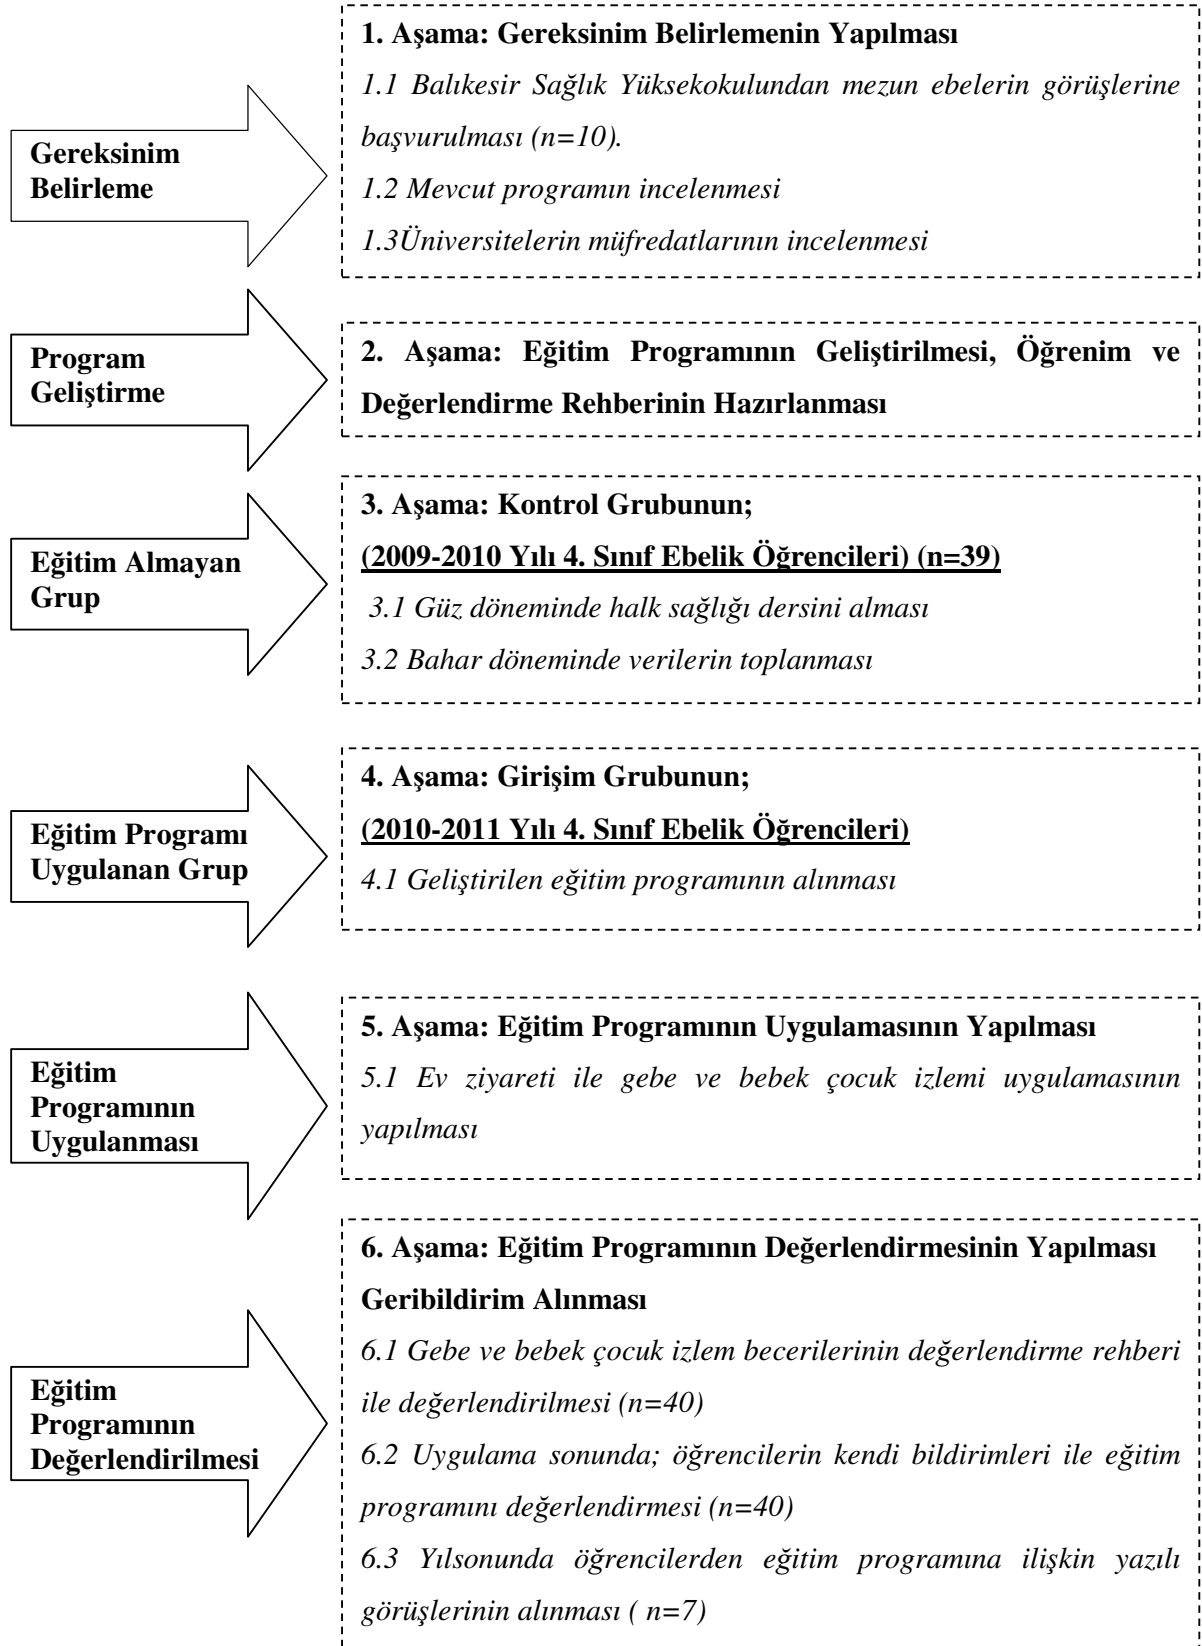 Gereksinim
Belirleme
1. Aşama: Gereksinim Belirlemenin Yapılması
1.1 Balıkesir Sağlık Yüksekokulundan mezun ebelerin görüşlerine
başvurulması (n=10).
1.2 Mevcut programın incelenmesi
1.3Üniversitelerin müfredatlarının incelenmesi
Program
Geliştirme
2. Aşama: Eğitim Programının Geliştirilmesi, Öğrenim ve
Değerlendirme Rehberinin Hazırlanması
Eğitim Almayan
Grup
3. Aşama: Kontrol Grubunun;
(2009-2010 Yılı 4. Sınıf Ebelik Öğrencileri) (n=39)
3.1 Güz döneminde halk sağlığı dersini alması
3.2 Bahar döneminde verilerin toplanması
Eğitim Programı
Uygulanan Grup
4. Aşama: Girişim Grubunun;
(2010-2011 Yılı 4. Sınıf Ebelik Öğrencileri)
4.1 Geliştirilen eğitim programının alınması
Eğitim
Programının
Uygulanması
5. Aşama: Eğitim Programının Uygulamasının Yapılması
5.1 Ev ziyareti ile gebe ve bebek çocuk izlemi uygulamasının
yapılması
Eğitim
Programının
Değerlendirilmesi
6. Aşama: Eğitim Programının Değerlendirmesinin Yapılması
Geribildirim Alınması
6.1 Gebe ve bebek çocuk izlem becerilerinin değerlendirme rehberi
ile değerlendirilmesi (n=40)
6.2 Uygulama sonunda; öğrencilerin kendi bildirimleri ile eğitim
programını değerlendirmesi (n=40)
6.3 Yılsonunda öğrencilerden eğitim programına ilişkin yazılı
görüşlerinin alınması ( n=7)